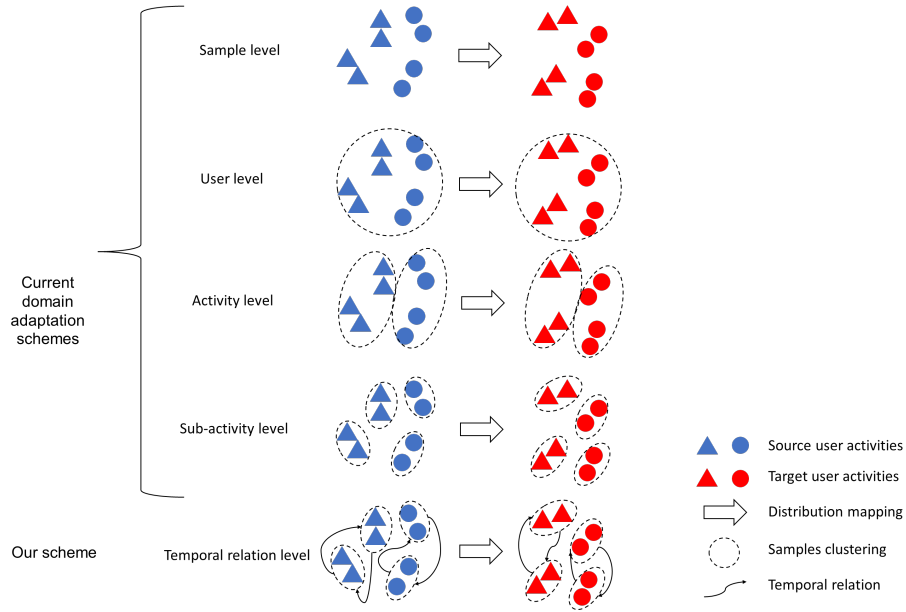 Sample level
User level
Activity level
Sub-activity level
Current
domain
adaptation
schemes
Our scheme
Temporal relation level
Source user activities
Target user activities
Distribution mapping
Samples clustering
Temporal relation